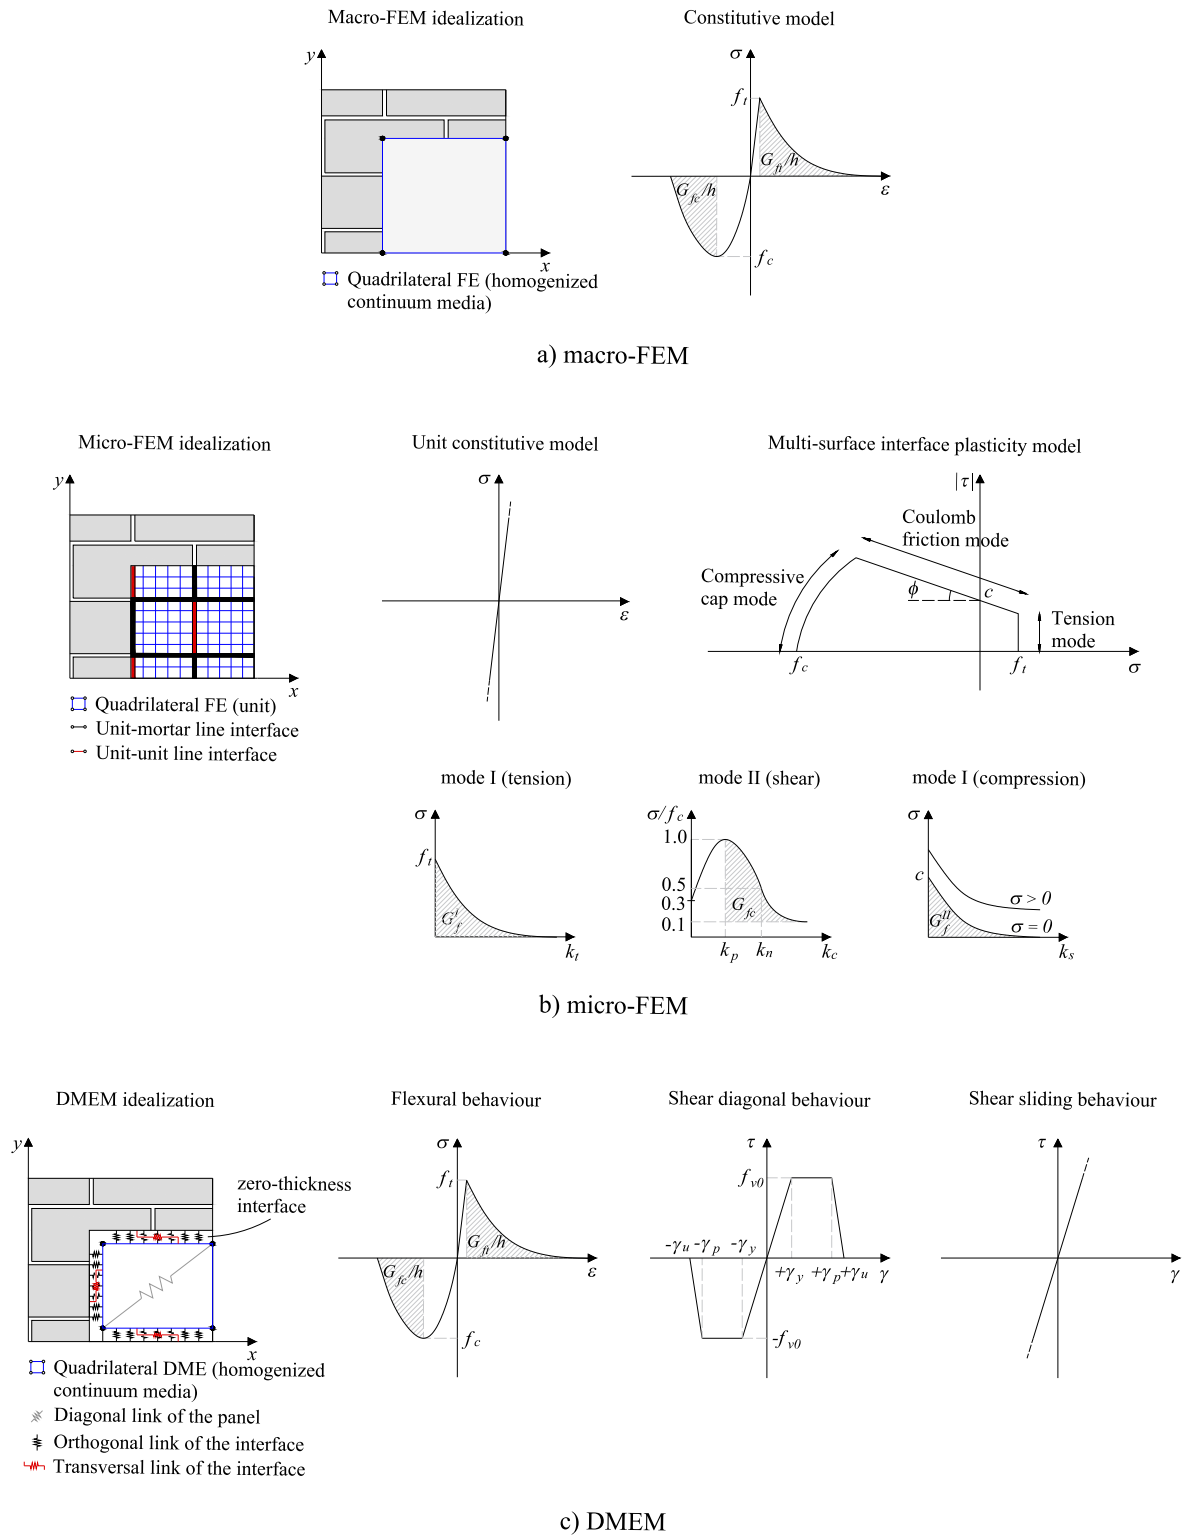 Macro-FEM idealization
Constitutive model
y
σ
f t
G ft /h
G fc /h
ε
f c
x
Quadrilateral FE (homogenized
continuum media)
a) macro-FEM
Micro-FEM idealization
Unit constitutive model
Multi-surface interface plasticity model
y
σ
|τ|
Coulomb
friction mode
Compressive
cap mode
ϕ
c
Tension
mode
ε
f c
f t
σ
x
Quadrilateral FE (unit)
Unit-mortar line interface
Unit-unit line interface
mode I (tension)
mode II (shear)
mode I (compression)
σ
f t
G f I
k t
σ/f c
1.0
0.5
0.3
0.1
G fc
k p
k n
k c
σ
c
G f II
σ > 0
σ = 0
k s
b) micro-FEM
DMEM idealization
Flexural behaviour
Shear diagonal behaviour
Shear sliding behaviour
y
zero-thickness
interface
x
σ
f t
G ft /h
G fc /h
ε
f c
τ
f v0
-γ u
-γ p
-γ y
+γ y
+γ p
+γ u
γ
-f v0
τ
γ
Quadrilateral DME (homogenized
continuum media)
Diagonal link of the panel
Orthogonal link of the interface
Transversal link of the interface
c) DMEM